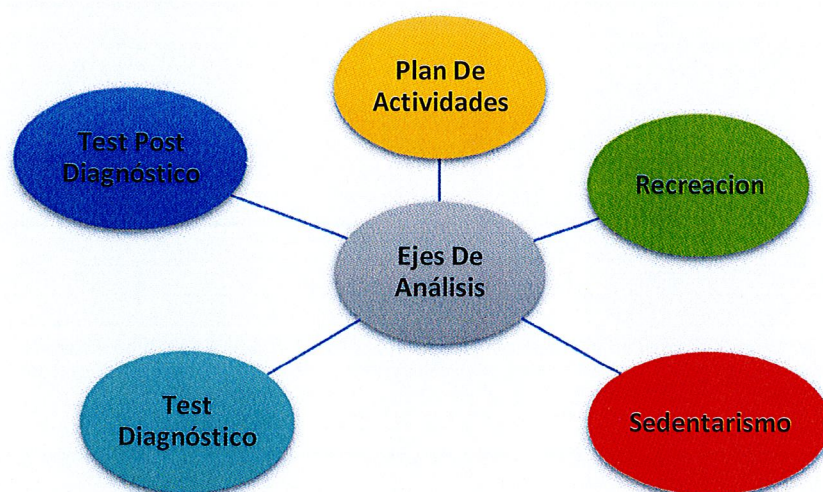 Plan De
Actividades
Test Post
Diagnóstico
Recreacion
Ejes De
Análisis
Test
Diagnóstico
Sedentarismo